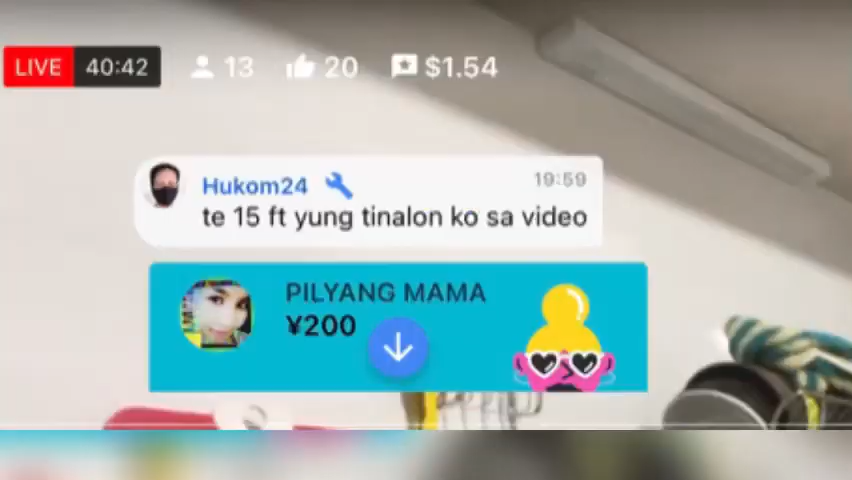 LIVE 40:42 13 20 $1.54
Hukom24 19:59
te 15 ft yung tinalon ko sa video
PILYANG MAMA
¥200